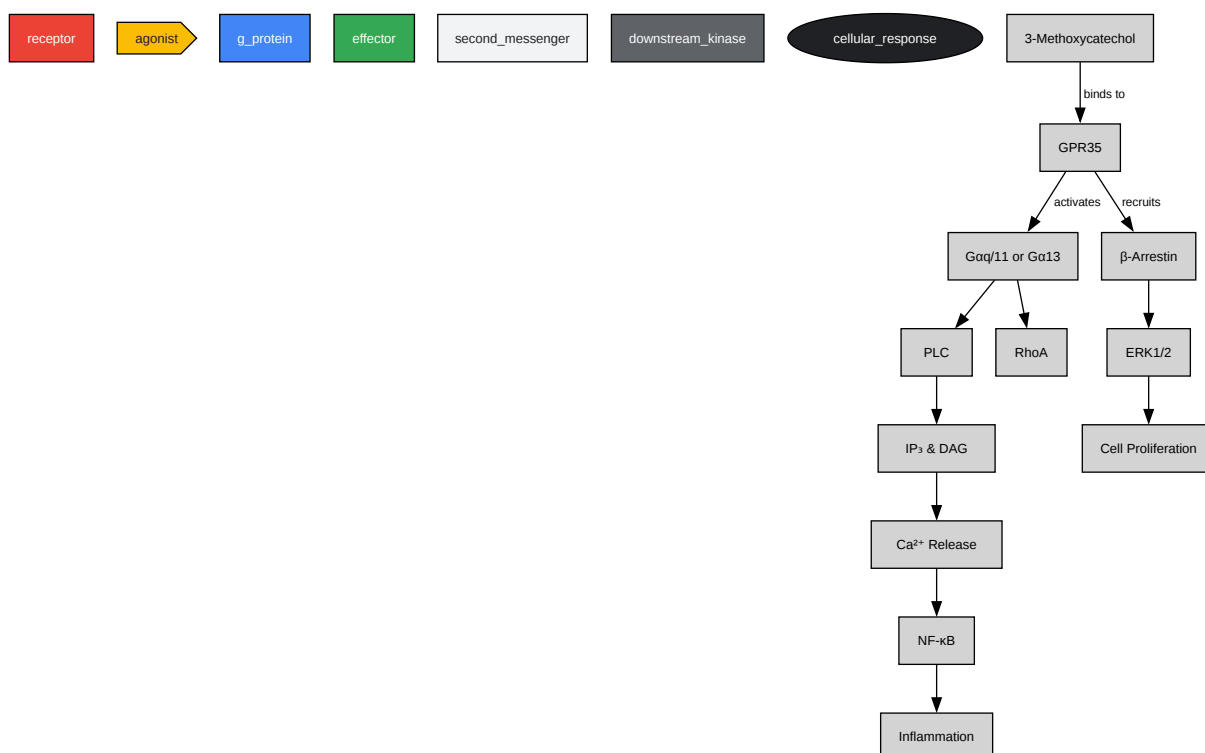 receptor
agonist
g_protein
effector
second_messenger
downstream_kinase
cellular_response
3-Methoxycatechol
binds to
GPR35
activates
recruits
Gαq/11 or Gα13
β-Arrestin
PLC
RhoA
ERK1/2
IP₃ & DAG
Cell Proliferation
Ca²⁺ Release
NF-κB
Inflammation